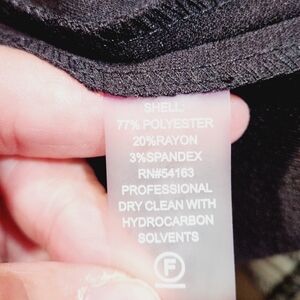 SHELL:
77% POLYESTER
20%RAYON
3%SPANDEX
RN#54163
PROFESSIONAL
DRY CLEAN WITH
HYDROCARBON
SOLVENTS
F